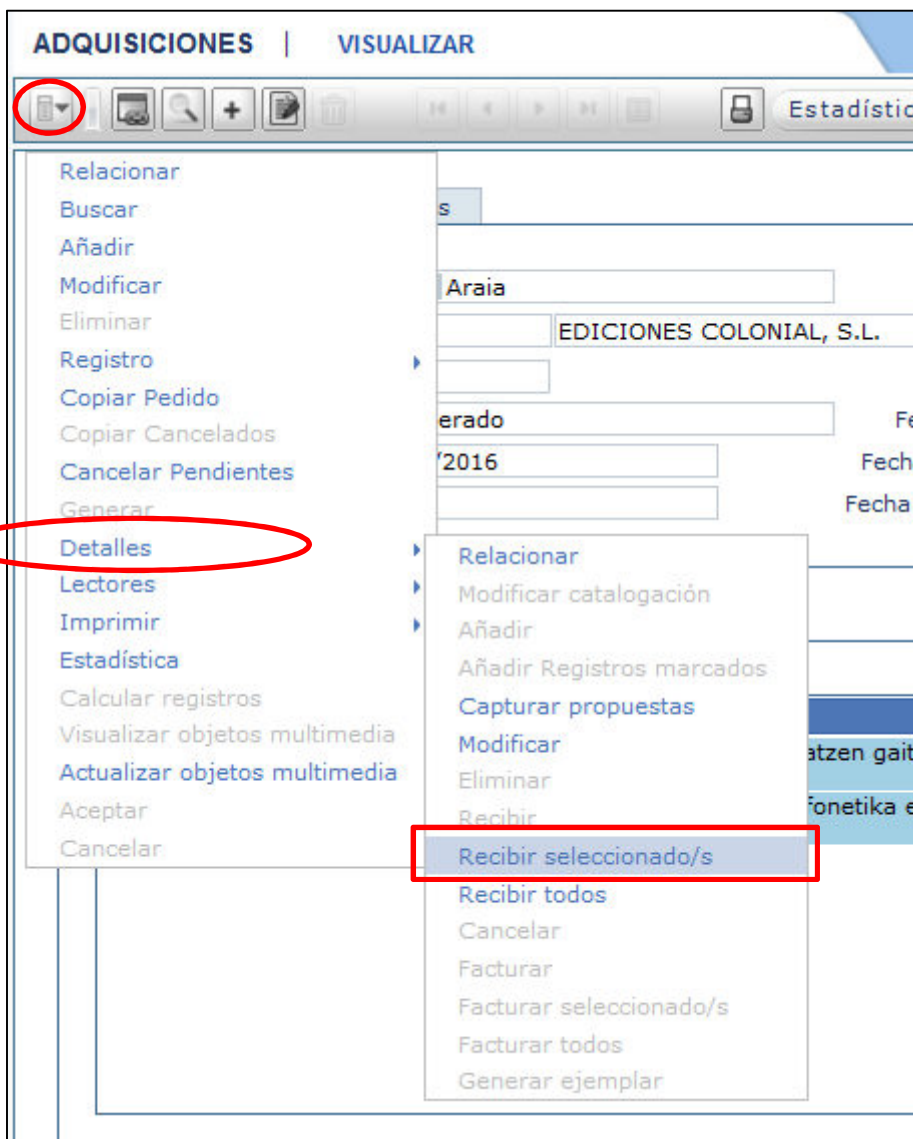 ADQUISICIONES | VISUALIZAR
+
Estadístic
Relacionar
Buscar
s
Añadir
Modificar
Araia
Eliminar
EDICIONES COLONIAL, S.L.
Registro
Copiar Pedido
erado
Fe
Copiar Cancelados
Cancelar Pendientes
/2016
Fech
Generar
Fecha
Detalles
Lectores
Imprimir
Estadística
Calcular registros
Visualizar objetos multimedia
Actualizar objetos multimedia
Aceptar
Cancelar
Relacionar
Modificar catalogación
Añadir
Añadir Registros marcados
Capturar propuestas
Modificar
atzen gait
Eliminar
Recibir
fonetika e
Recibir seleccionado/s
Recibir todos
Cancelar
Facturar
Facturar seleccionado/s
Facturar todos
Generar ejemplar